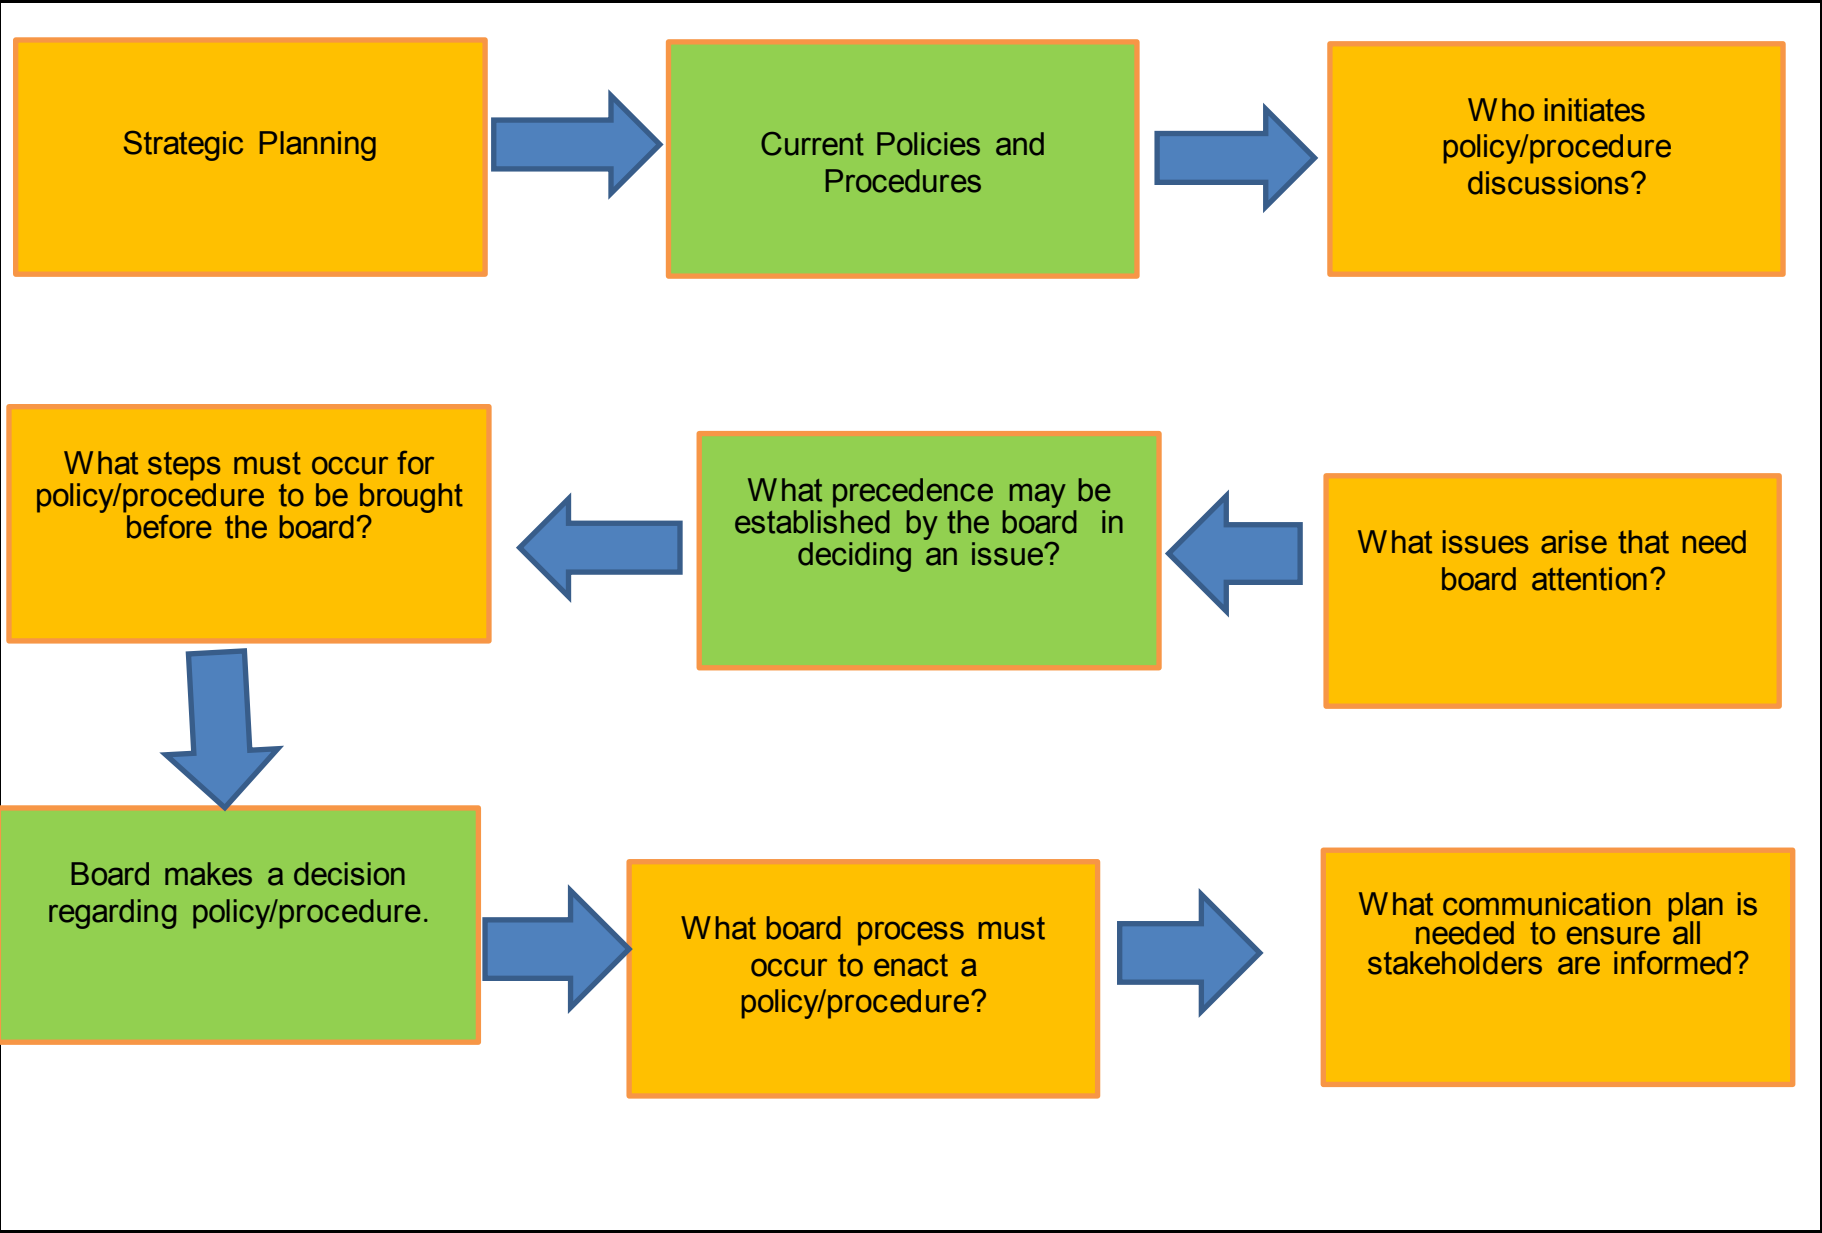 Strategic Planning
Current Policies and
Procedures
Who initiates
policy/procedure
discussions?
What issues arise that need
board attention?
What precedence may be
established by the board in
deciding an issue?
What steps must occur for
policy/procedure to be brought
before the board?
Board makes a decision
regarding policy/procedure.
What board process must
occur to enact a
policy/procedure?
What communication plan is
needed to ensure all
stakeholders are informed?